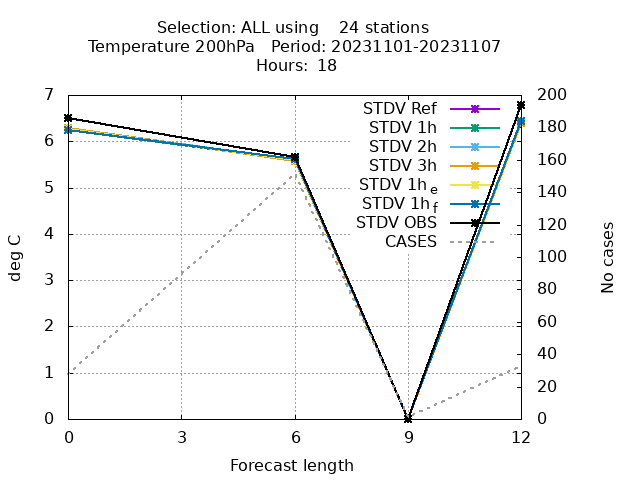 Selection: ALL using    24 stations
Temperature 200hPa   Period: 20231101-20231107
Hours: 18
7 200
STDV Ref
180
STDV 1h
6 STDV 2h
160
STDV 3h
5 STDV 1h e 140
STDV 1h f
STDV OBS 120
4 CASES
deg C No cases
100
3
80
2 60
40
1
20
0 0
0 3 6 9 12
Forecast length